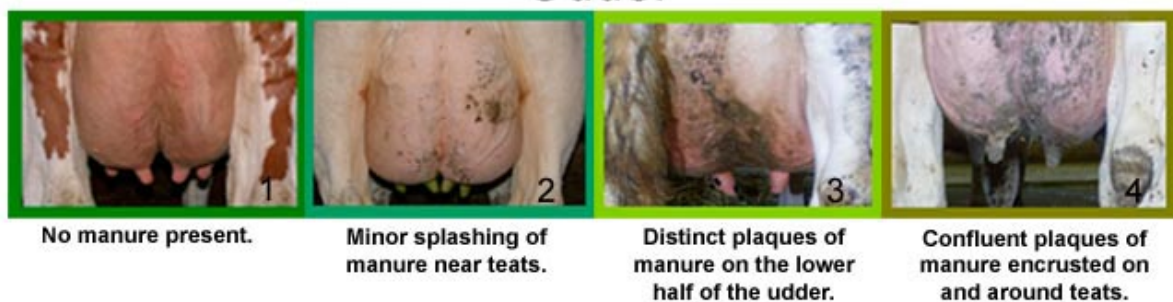 1
2
3
4
No manure present.
Minor splashing of
manure near teats.
Distinct plaques of
manure on the lower
half of the udder.
Confluent plaques of
manure encrusted on
and around teats.